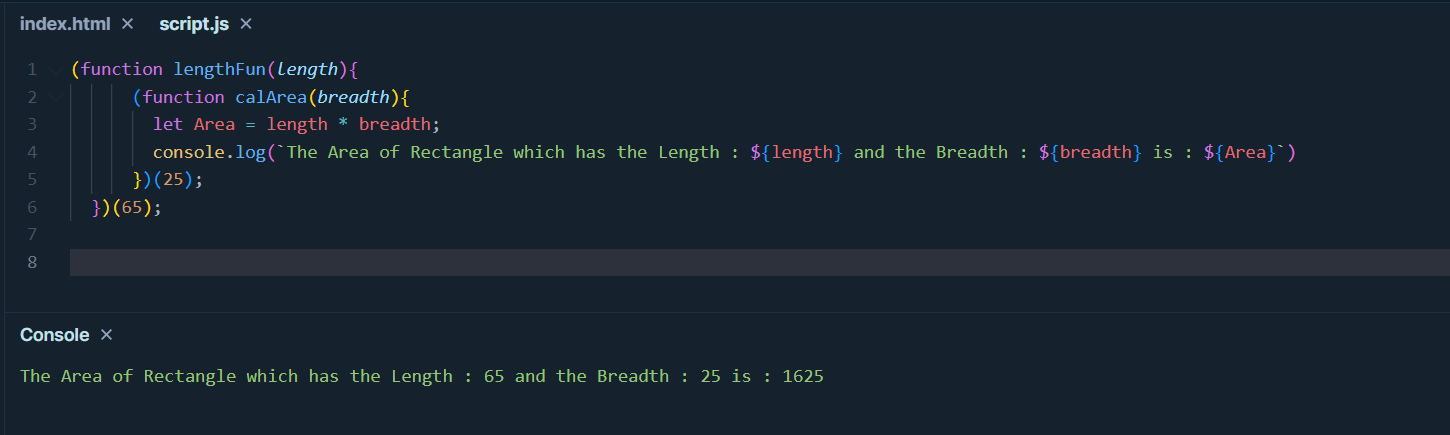 index.html × script.js ×
1 (function lengthFun(length){
2 (function calArea(breadth){
3 let Area = length * breadth;
4 console.log(`The Area of Rectangle which has the Length : ${length} and the Breadth : ${breadth} is : ${Area}`)
5 })(25);
6 })(65);
7
8
Console ×
The Area of Rectangle which has the Length : 65 and the Breadth : 25 is : 1625